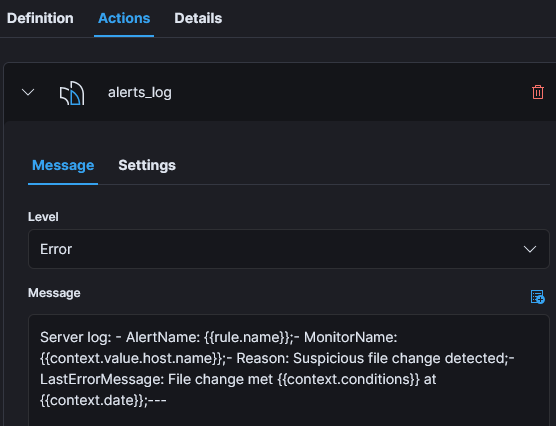 Definition Actions Details
alerts_log
Message Settings
Level
Error
Message
Server log: - AlertName: {{rule.name}};- MonitorName:
{{context.value.host.name}};- Reason: Suspicious file change detected;-
LastErrorMessage: File change met {{context.conditions}} at
{{context.date}};---